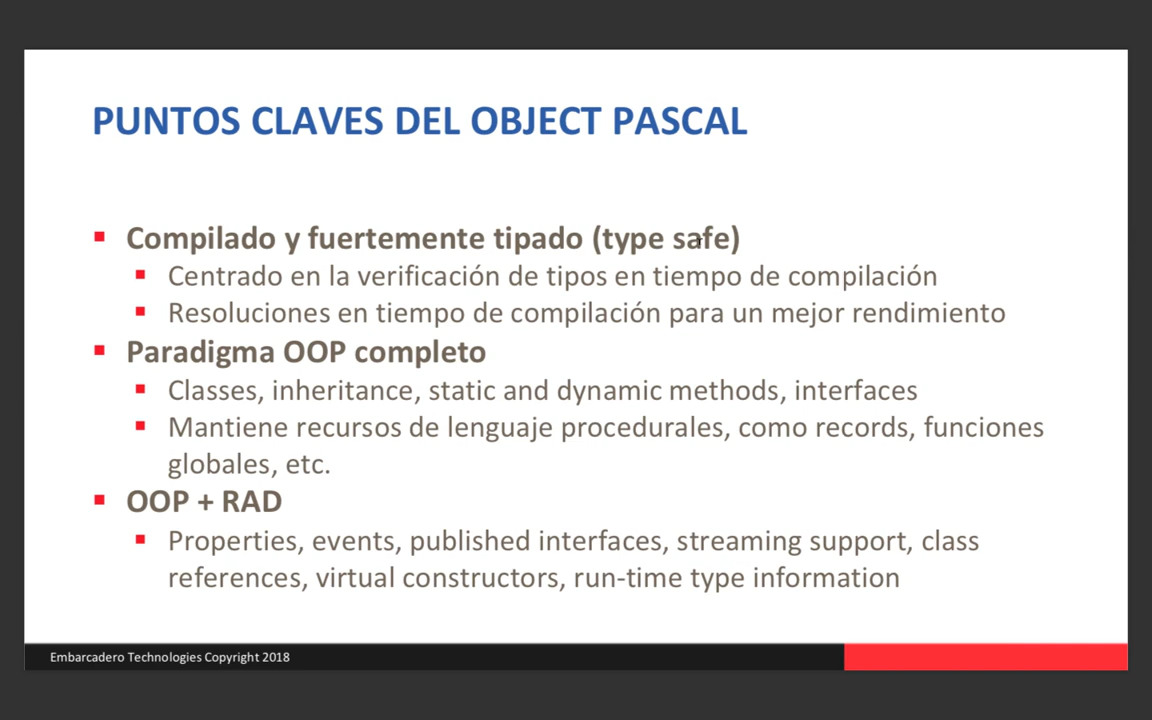 PUNTOS CLAVES DEL OBJECT PASCAL
Compilado y fuertemente tipado (type safe)
Centrado en la verificación de tipos en tiempo de compilación
Resoluciones en tiempo de compilación para un mejor rendimiento
Paradigma OOP completo
Classes, inheritance, static and dynamic methods, interfaces
Mantiene recursos de lenguaje procedurales, como records, funciones
globales, etc.
OOP + RAD
Properties, events, published interfaces, streaming support, class
references, virtual constructors, run-time type information
Embarcadero Technologies Copyright 2018